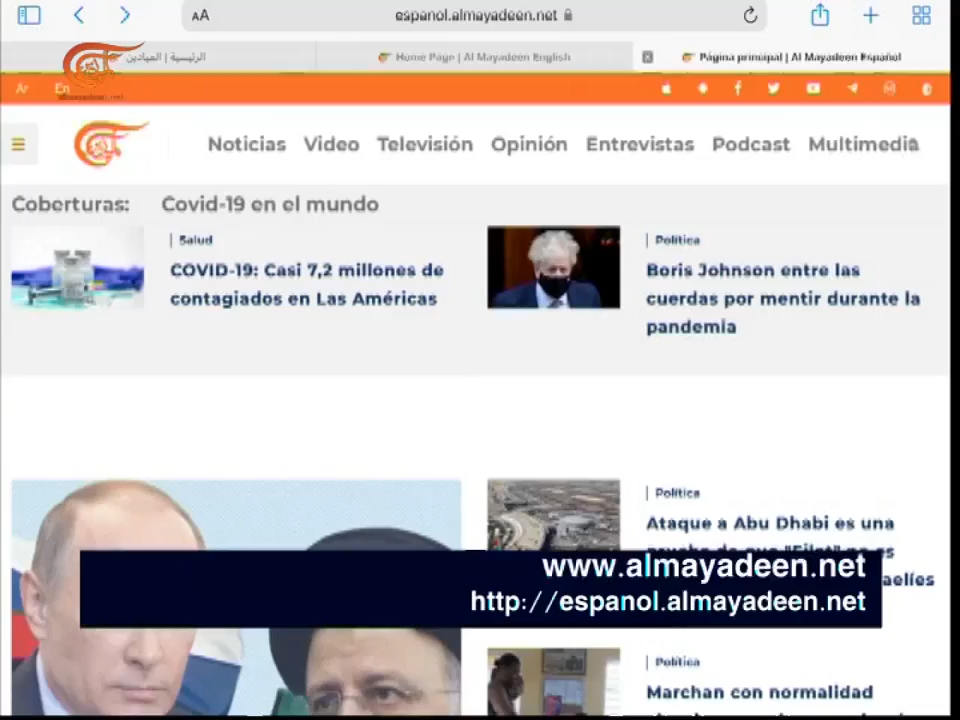 AA
espanol.almayadeen.net
الرئيسية | الميادين
Home Page | Al Mayadeen English
Página principal | Al Mayadeen Español
almayadeen.net
Ar
En
Noticias Video Televisión Opinión Entrevistas Podcast Multimedia
Coberturas: Covid-19 en el mundo
Salud
COVID-19: Casi 7,2 millones de
contagiados en Las Américas
Política
Boris Johnson entre las
cuerdas por mentir durante la
pandemia
Política
Ataque a Abu Dhabi es una
www.almayadeen.net
http://espanol.almayadeen.net
Política
Marchan con normalidad